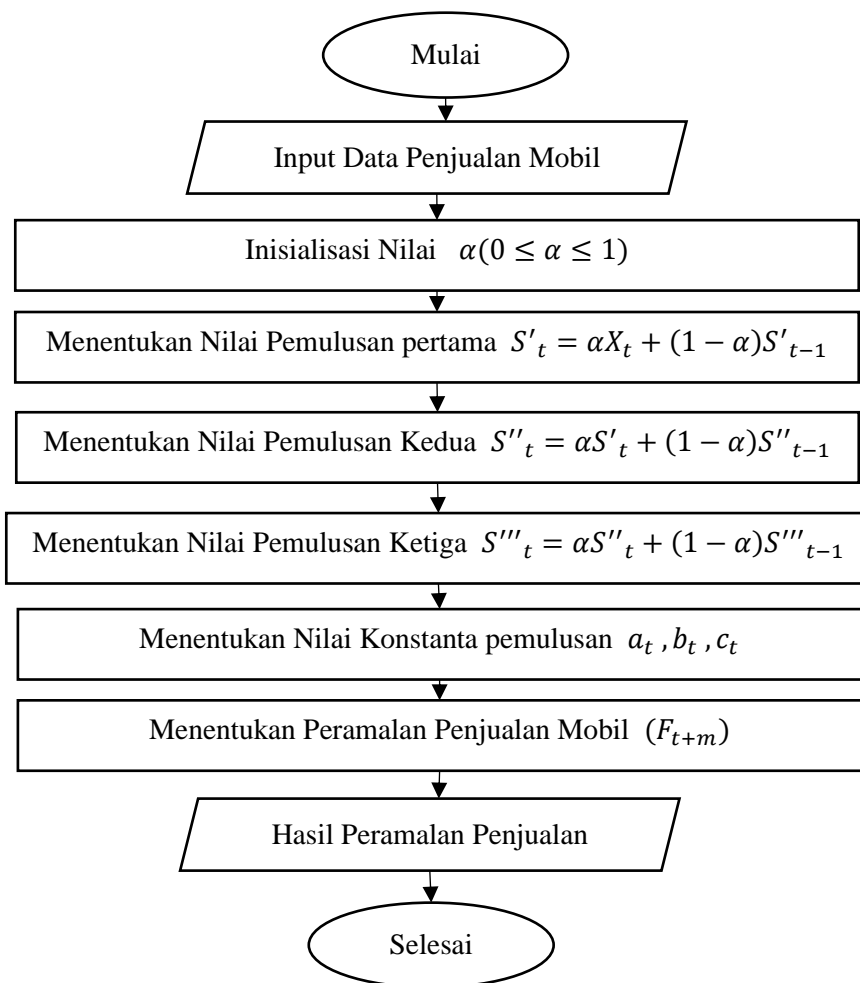 Mulai
Input Data Penjualan Mobil
Inisialisasi Nilai 𝛼(0 ≤ 𝛼 ≤ 1)
Menentukan Nilai Pemulusan pertama 𝑆′ₜ = 𝛼𝑋ₜ + (1 − 𝛼)𝑆′ₜ₋₁
Menentukan Nilai Pemulusan Kedua 𝑆′′ₜ = 𝛼𝑆′ₜ + (1 − 𝛼)𝑆′′ₜ₋₁
Menentukan Nilai Pemulusan Ketiga 𝑆′′′ₜ = 𝛼𝑆′′ₜ + (1 − 𝛼)𝑆′′′ₜ₋₁
Menentukan Nilai Konstanta pemulusan 𝑎ₜ , 𝑏ₜ , 𝑐ₜ
Menentukan Peramalan Penjualan Mobil (𝐹ₜ₊ₘ)
Hasil Peramalan Penjualan
Selesai